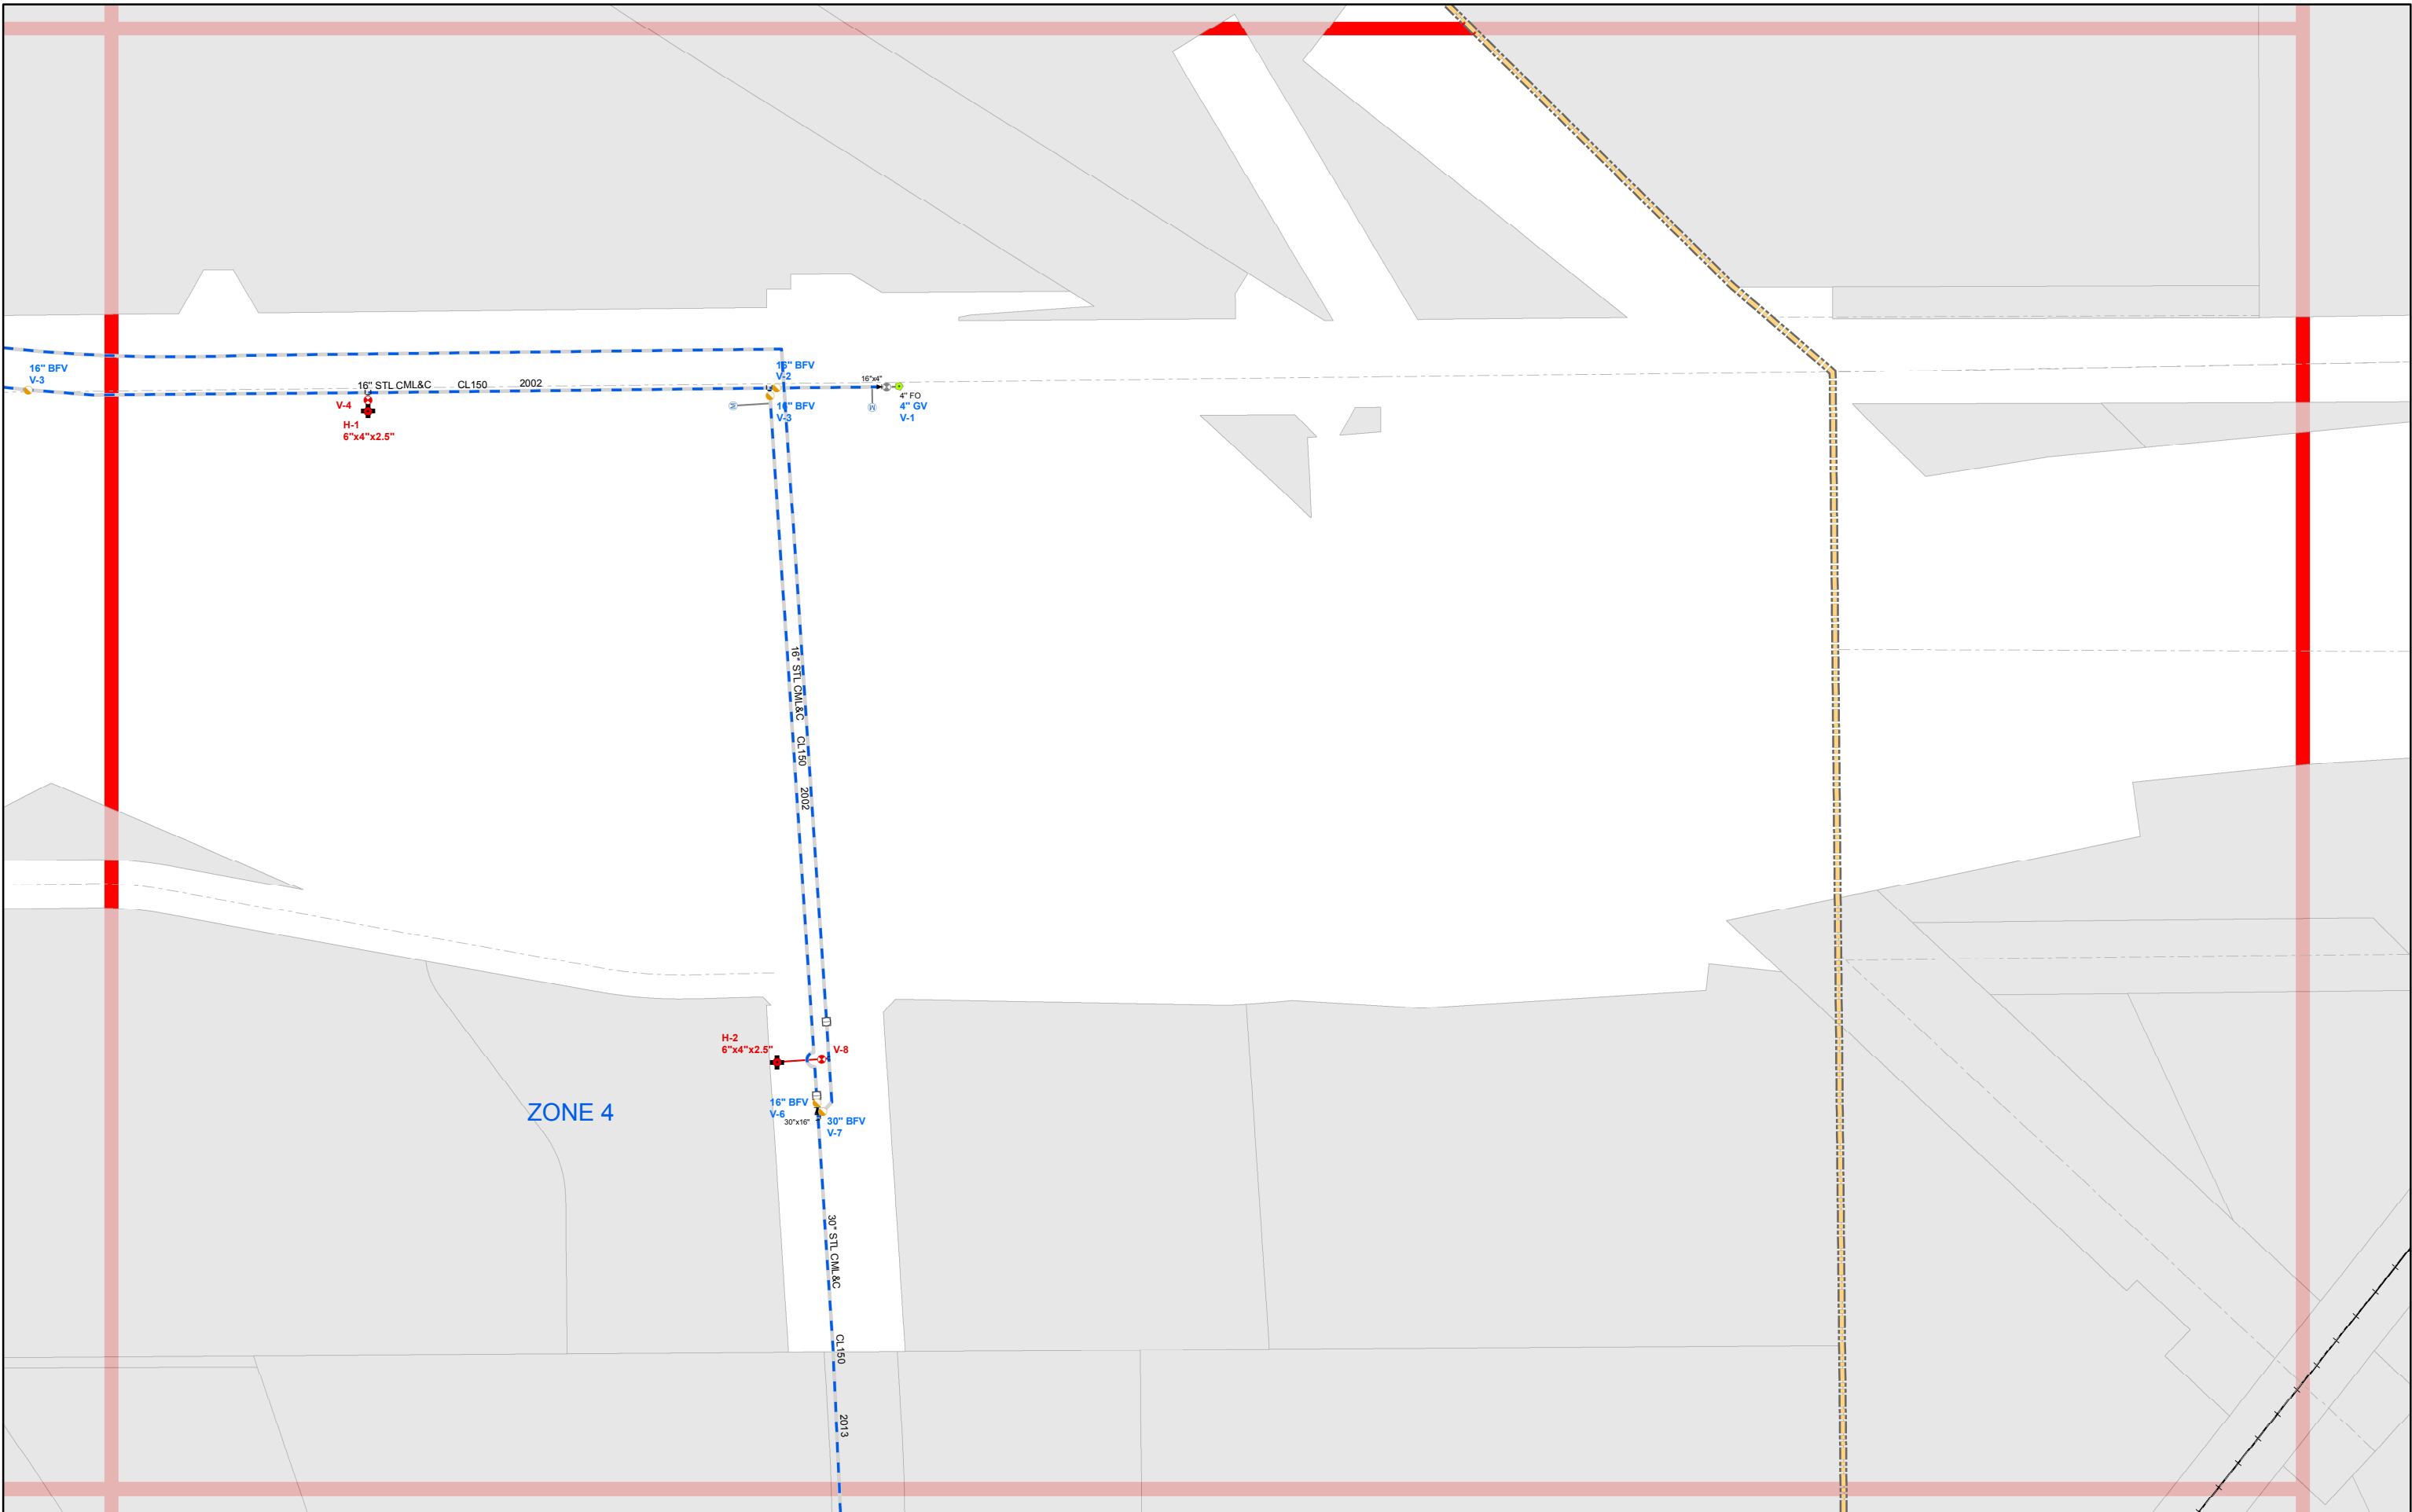 16" BFV
V-3
16" STL CML&C CL150 2002
V-4
H-1
6"x4"x2.5"
16" BFV
V-2
16" BFV
V-3
16"x4"
4" FO
4" GV
V-1
M
M
16" STL CML&C CL150 2002
H-2
6"x4"x2.5"
V-8
16" BFV
V-6
30"x16"
30" BFV
V-7
ZONE 4
30" STL CML&C CL150 2013